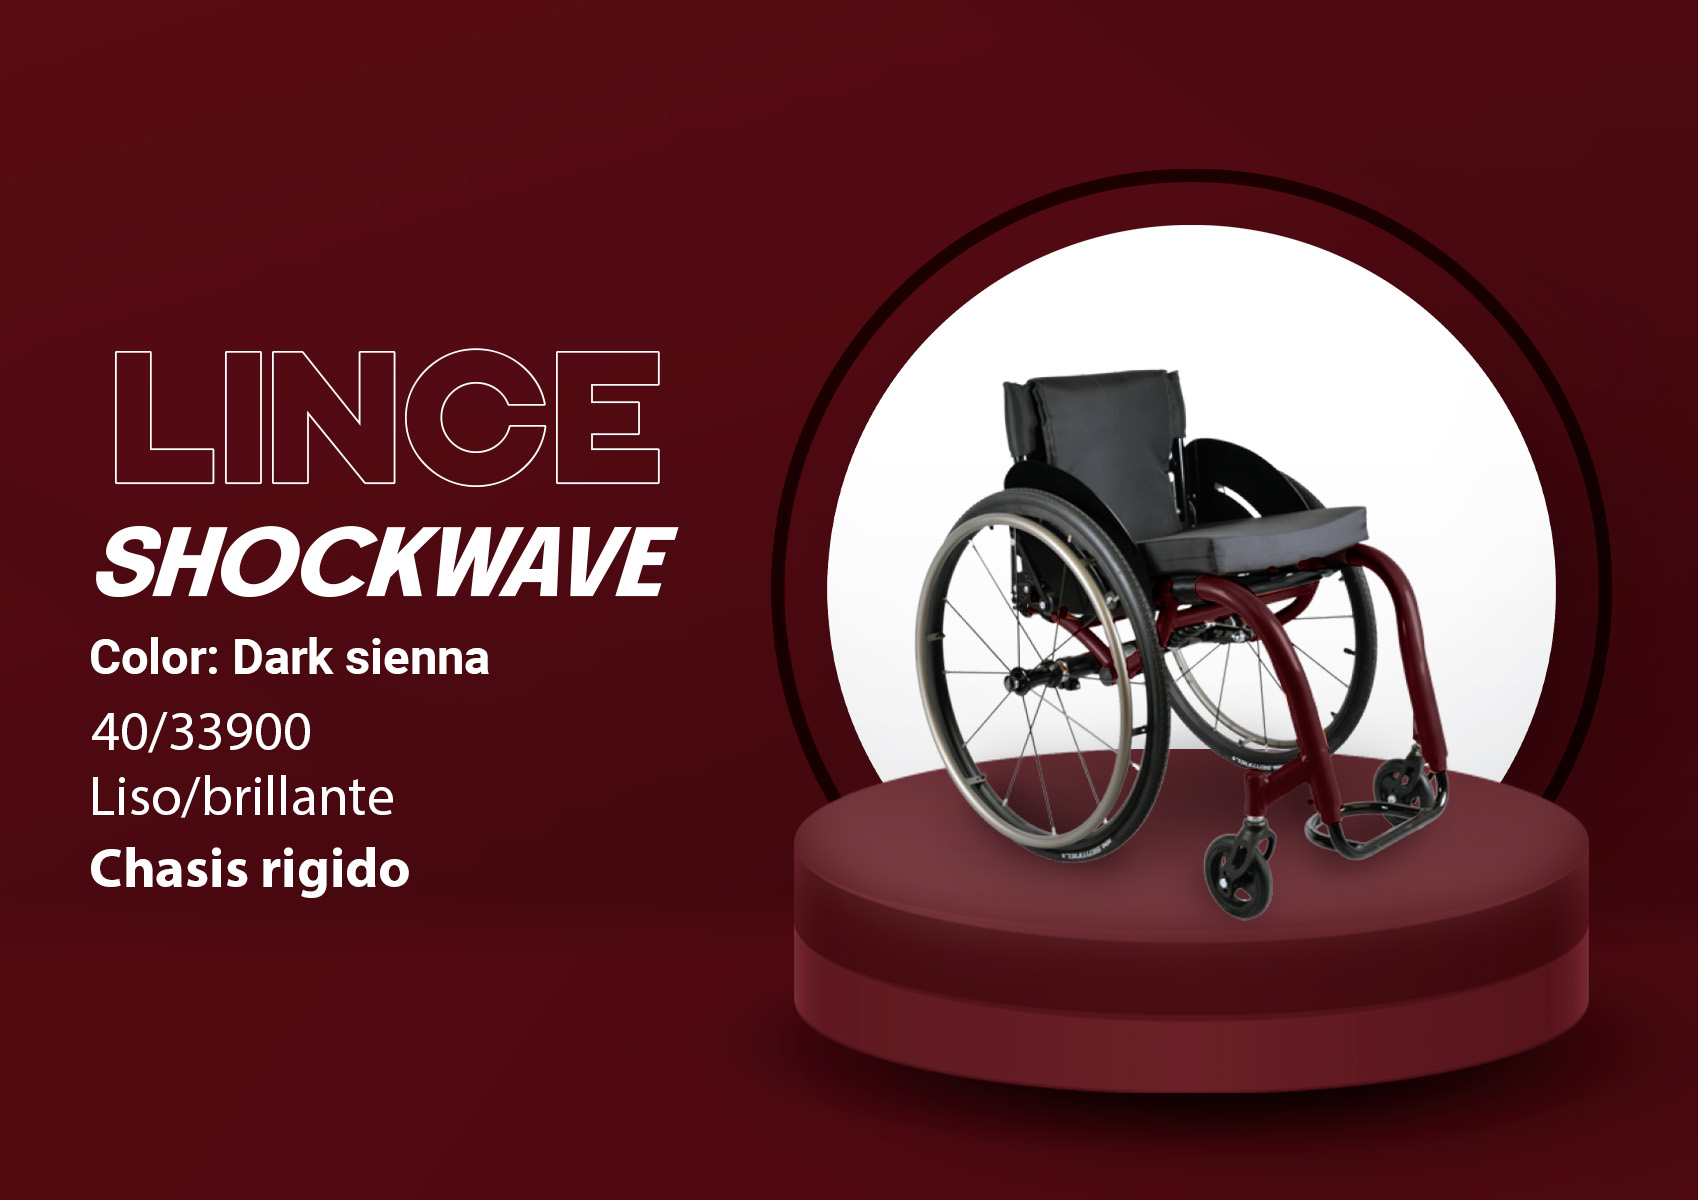 LINCE
SHOCKWAVE
Color: Dark sienna
40/33900
Liso/brillante
Chasis rigido